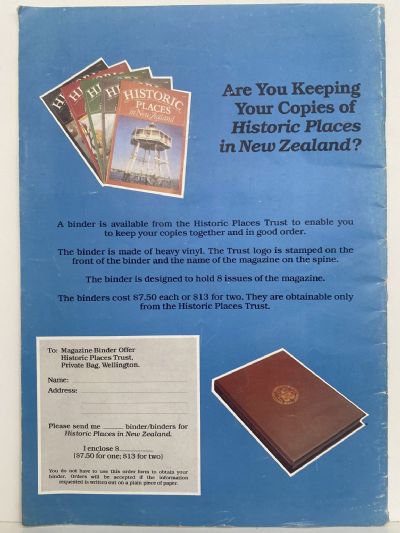 HISTORIC
PLACES
in New Zealand
Are You Keeping
Your Copies of
Historic Places
in New Zealand?
A binder is available from the Historic Places Trust to enable you
to keep your copies together and in good order.
The binder is made of heavy vinyl. The Trust logo is stamped on the
front of the binder and the name of the magazine on the spine.
The binder is designed to hold 8 issues of the magazine.
The binders cost $7.50 each or $13 for two. They are obtainable only
from the Historic Places Trust.
To: Magazine Binder Offer
Historic Places Trust,
Private Bag, Wellington.
Name:
Address:
Please send me ______ binder/binders for
Historic Places in New Zealand.
I enclose $
($7.50 for one; $13 for two)
You do not have to use this order form to obtain your
binder. Orders will be accepted if the information
requested is written out on a plain piece of paper.